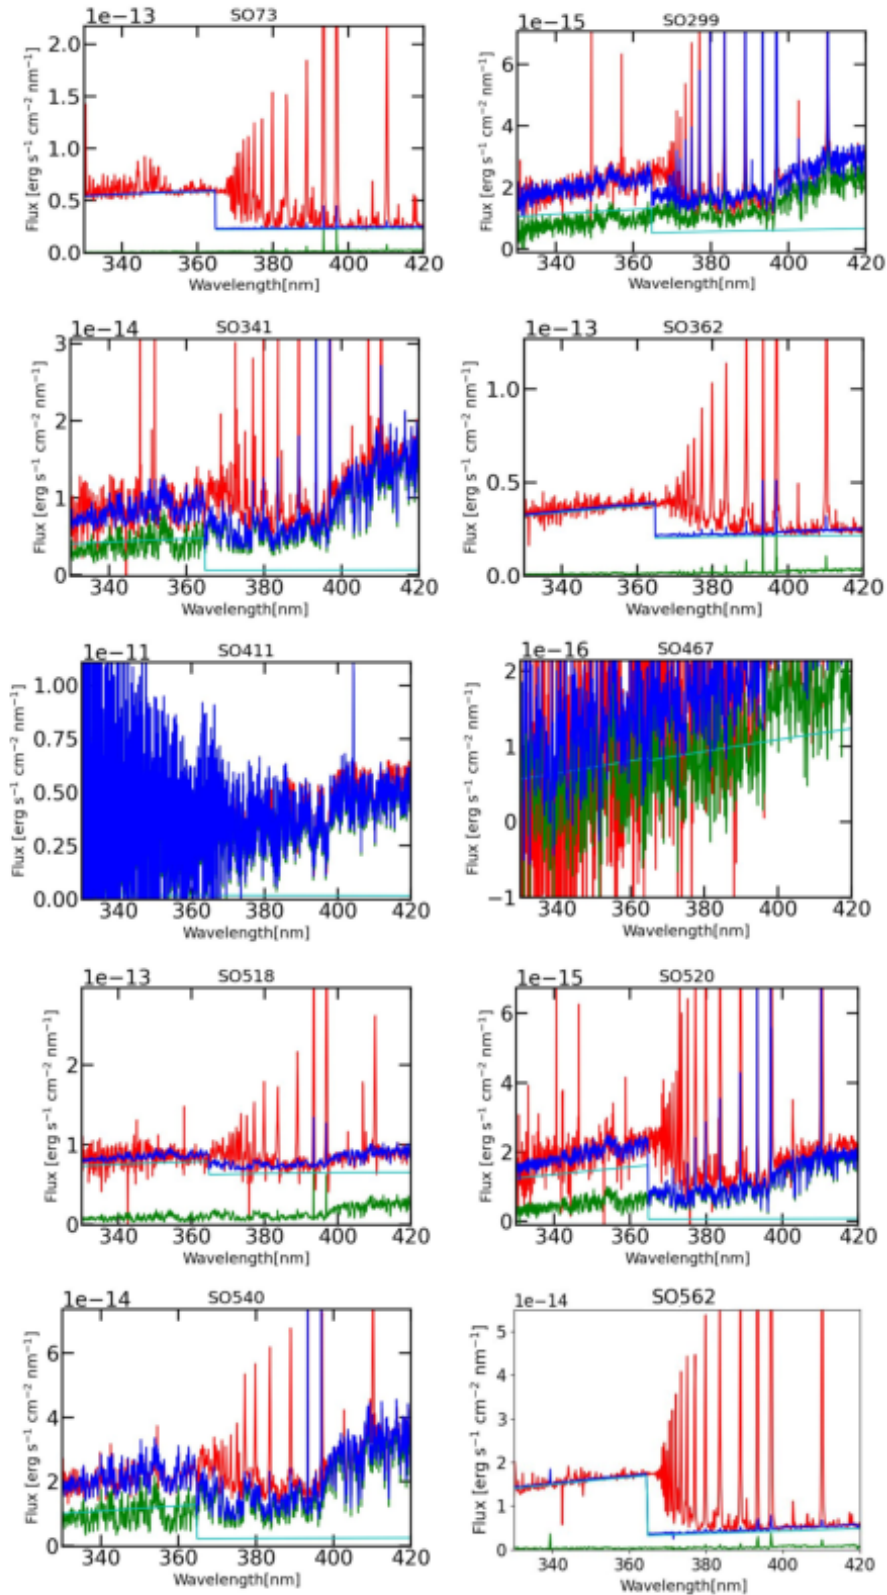 1e−13 SO73
Flux [erg s⁻¹ cm⁻² nm⁻¹]
2.0
1.5
1.0
0.5
0.0
340 360 380 400 420
Wavelength[nm]
1e−15 SO299
Flux [erg s⁻¹ cm⁻² nm⁻¹]
6
4
2
0
340 360 380 400 420
Wavelength[nm]
1e−14 SO341
Flux [erg s⁻¹ cm⁻² nm⁻¹]
3
2
1
0
340 360 380 400 420
Wavelength[nm]
1e−13 SO362
Flux [erg s⁻¹ cm⁻² nm⁻¹]
1.0
0.5
0.0
340 360 380 400 420
Wavelength[nm]
1e−11 SO411
Flux [erg s⁻¹ cm⁻² nm⁻¹]
1.00
0.75
0.50
0.25
0.00
340 360 380 400 420
Wavelength[nm]
1e−16 SO467
Flux [erg s⁻¹ cm⁻² nm⁻¹]
2
1
0
−1
340 360 380 400 420
Wavelength[nm]
1e−13 SO518
Flux [erg s⁻¹ cm⁻² nm⁻¹]
2
1
0
340 360 380 400 420
Wavelength[nm]
1e−15 SO520
Flux [erg s⁻¹ cm⁻² nm⁻¹]
6
4
2
0
340 360 380 400 420
Wavelength[nm]
1e−14 SO540
Flux [erg s⁻¹ cm⁻² nm⁻¹]
6
4
2
0
340 360 380 400 420
Wavelength[nm]
1e−14 SO562
Flux [erg s⁻¹ cm⁻² nm⁻¹]
5
4
3
2
1
0
340 360 380 400 420
Wavelength[nm]